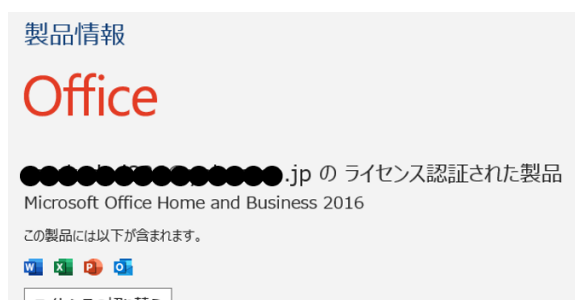 製品情報
Office
.jp の ライセンス認証された製品
Microsoft Office Home and Business 2016
この製品には以下が含まれます。